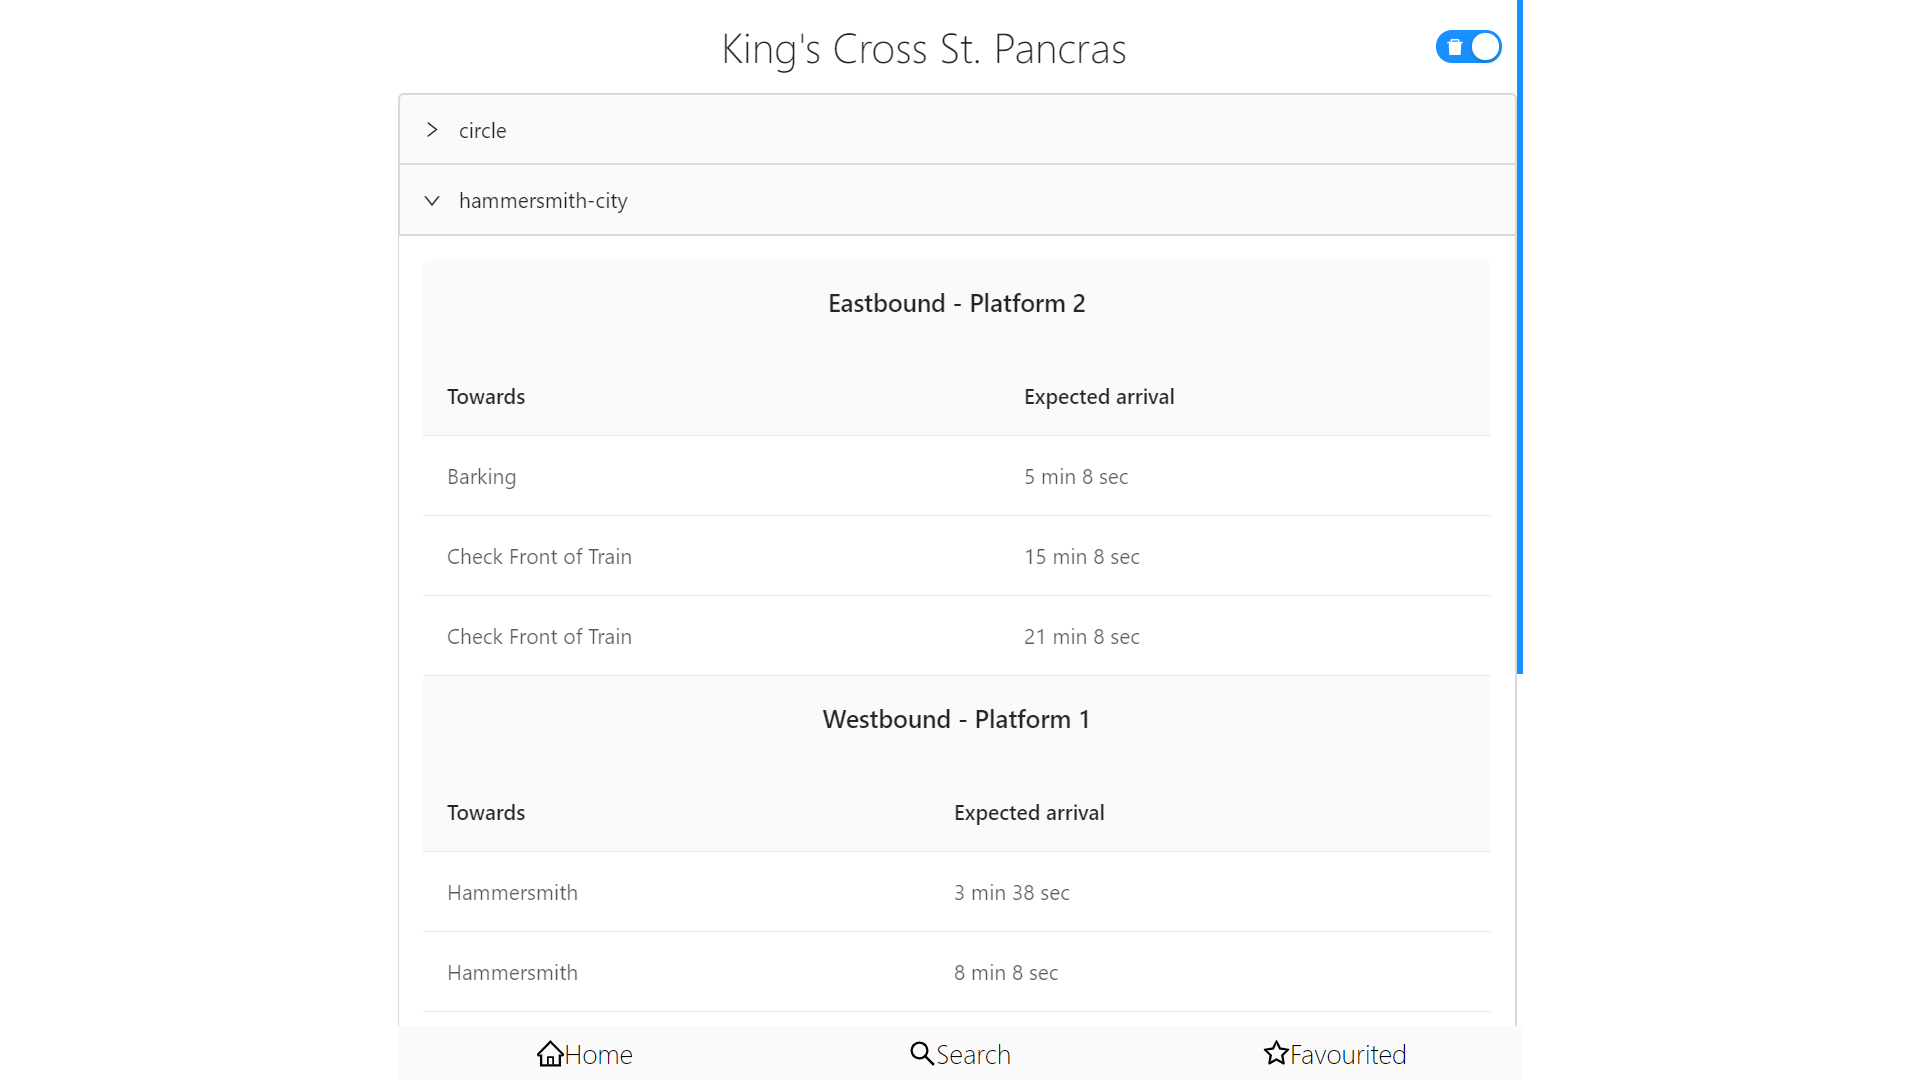 King's Cross St. Pancras
circle
hammersmith-city
Eastbound - Platform 2
Towards Expected arrival
Barking 5 min 8 sec
Check Front of Train 15 min 8 sec
Check Front of Train 21 min 8 sec
Westbound - Platform 1
Towards Expected arrival
Hammersmith 3 min 38 sec
Hammersmith 8 min 8 sec
Home Search Favourited